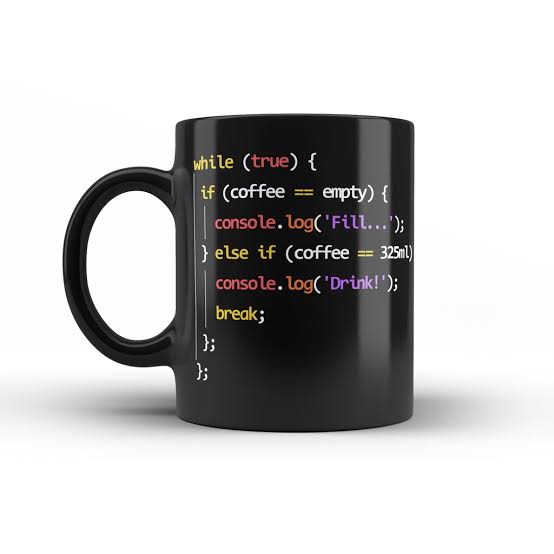 while (true) {
if (coffee == empty) {
console.log('Fill...');
} else if (coffee == 325ml)
console.log('Drink!');
break;
};
};